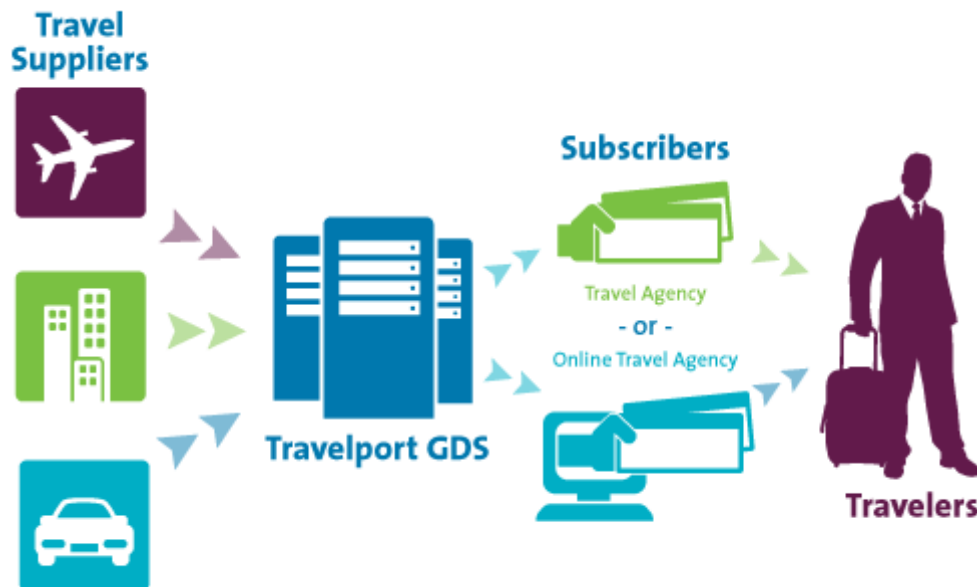 Travel
Suppliers
Travelport GDS
Subscribers
Travel Agency
- or -
Online Travel Agency
Travelers